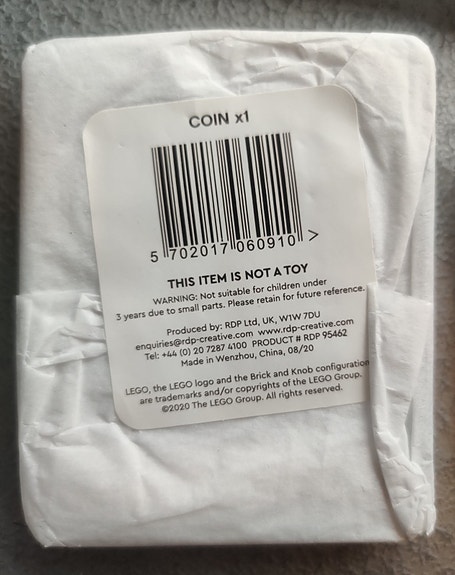 COIN x1
5 702017 060910 >
THIS ITEM IS NOT A TOY
WARNING: Not suitable for children under
3 years due to small parts. Please retain for future reference.
Produced by: RDP Ltd, UK, W1W 7DU
enquiries@rdp-creative.com www.rdp-creative.com
Tel: +44 (0) 20 7287 4100 PRODUCT # RDP 95462
Made in Wenzhou, China, 08/20
LEGO, the LEGO logo and the Brick and Knob configuration
are trademarks and/or copyrights of the LEGO Group.
©2020 The LEGO Group. All rights reserved.